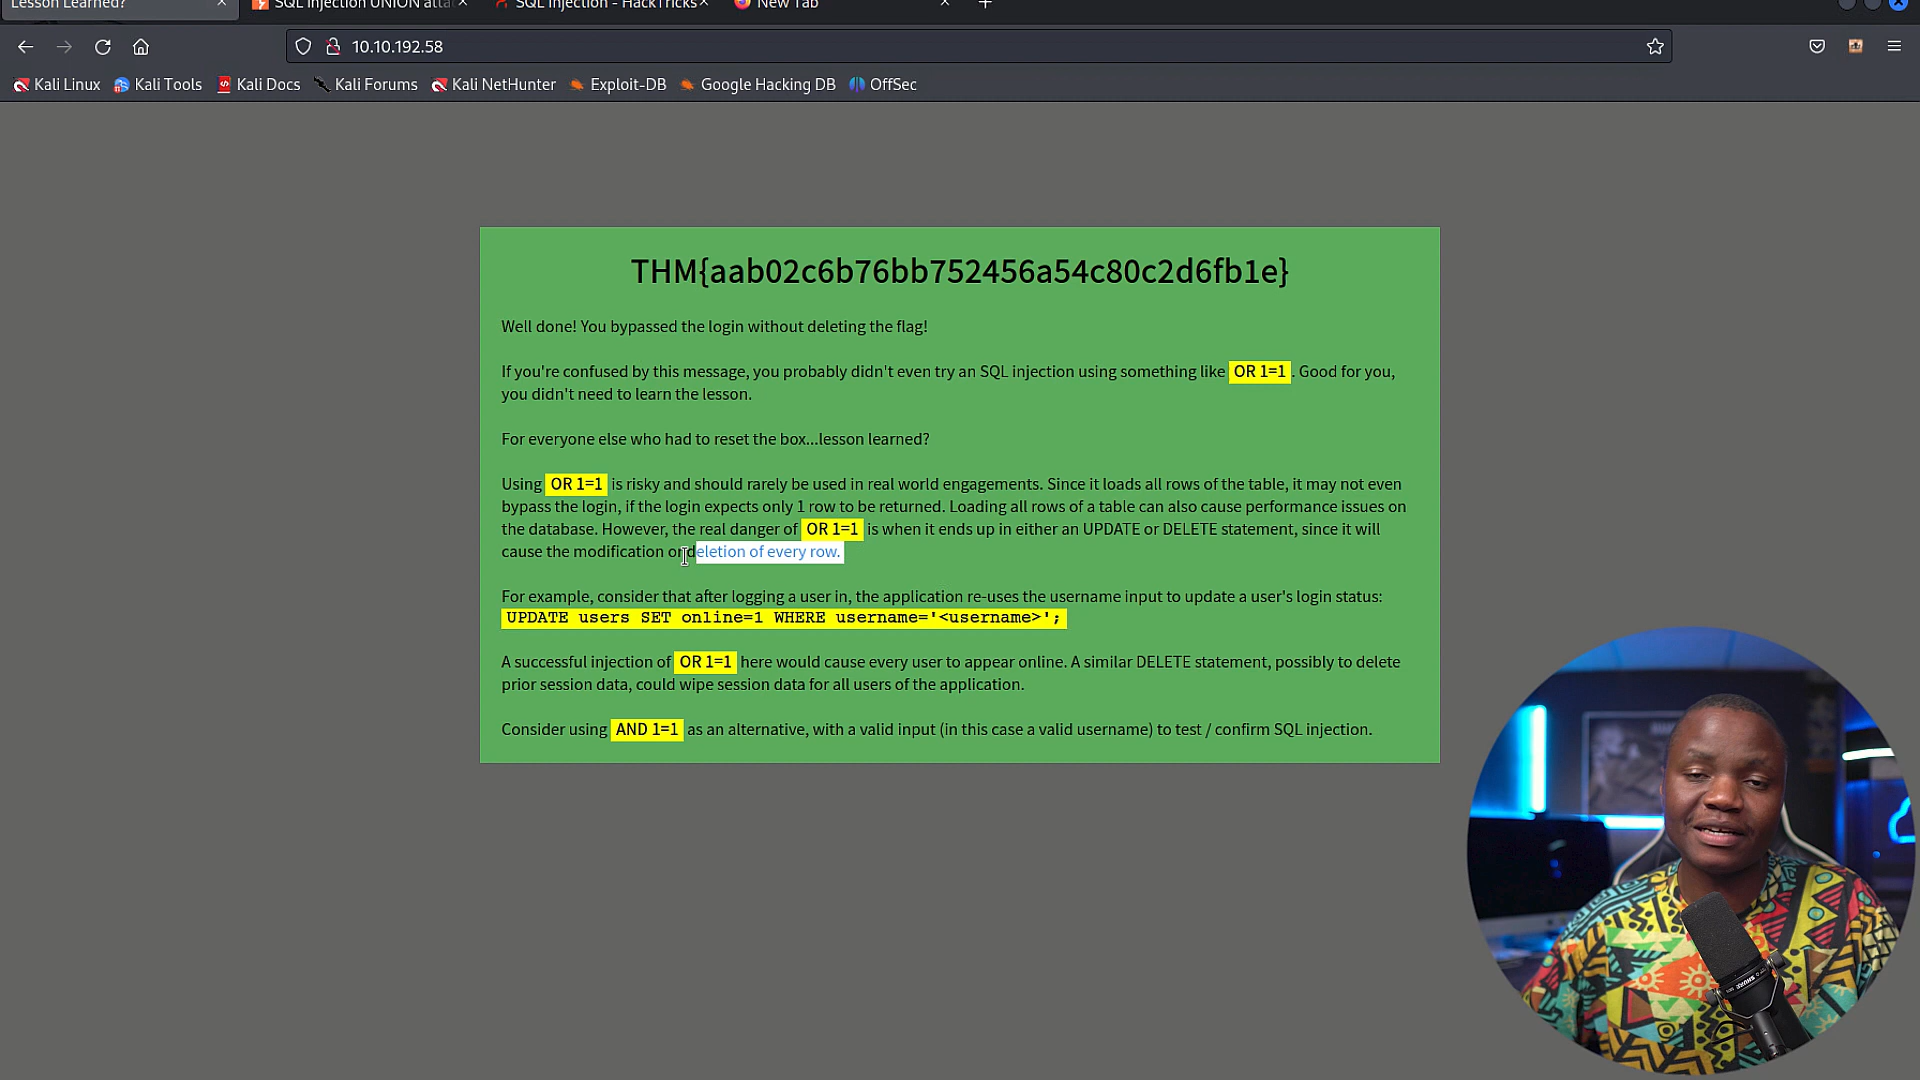 Lesson Learned?
SQL injection UNION atta
SQL Injection - HackTricks
New Tab
10.10.192.58
Kali Linux
Kali Tools
Kali Docs
Kali Forums
Kali NetHunter
Exploit-DB
Google Hacking DB
OffSec
THM{aab02c6b76bb752456a54c80c2d6fb1e}
Well done! You bypassed the login without deleting the flag!
If you're confused by this message, you probably didn't even try an SQL injection using something like OR 1=1 . Good for you,
you didn't need to learn the lesson.
For everyone else who had to reset the box...lesson learned?
Using OR 1=1 is risky and should rarely be used in real world engagements. Since it loads all rows of the table, it may not even
bypass the login, if the login expects only 1 row to be returned. Loading all rows of a table can also cause performance issues on
the database. However, the real danger of OR 1=1 is when it ends up in either an UPDATE or DELETE statement, since it will
cause the modification or deletion of every row.
For example, consider that after logging a user in, the application re-uses the username input to update a user's login status:
UPDATE users SET online=1 WHERE username='<username>';
A successful injection of OR 1=1 here would cause every user to appear online. A similar DELETE statement, possibly to delete
prior session data, could wipe session data for all users of the application.
Consider using AND 1=1 as an alternative, with a valid input (in this case a valid username) to test / confirm SQL injection.